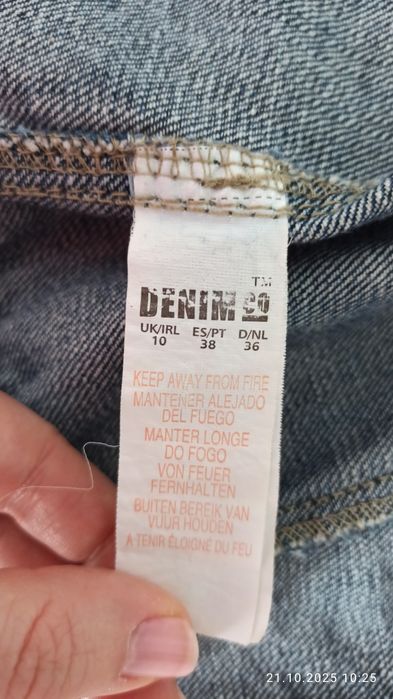 TM
DENIM CO
UK/IRL ES/PT D/NL
10 38 36
KEEP AWAY FROM FIRE
MANTENER ALEJADO
DEL FUEGO
MANTER LONGE
DO FOGO
VON FEUER
FERNHALTEN
BUITEN BEREIK VAN
VUUR HOUDEN
A TENIR ÉLOIGNÉ DU FEU
21.10.2025 10:26